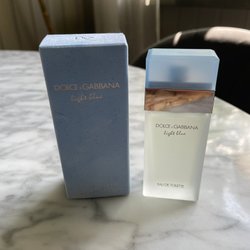 DOLCE & GABBANA
light blue
DOLCE & GABBANA
light blue
EAU DE TOILETTE